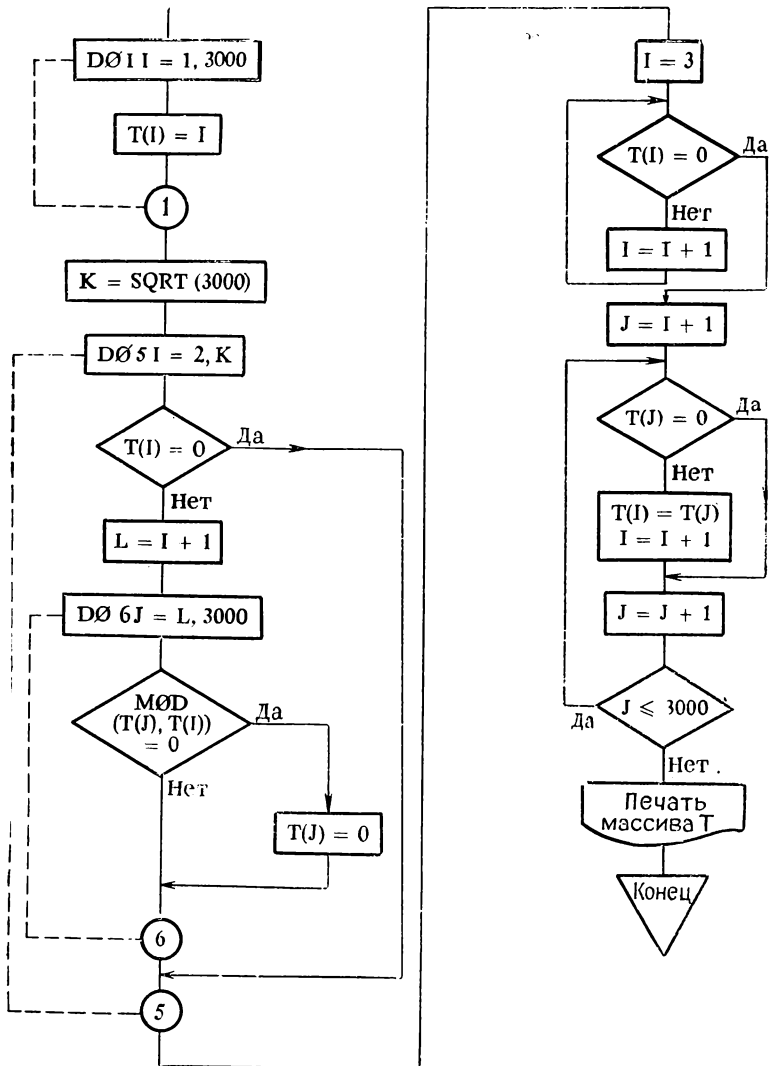 DØ 1 I = 1, 3000
T(I) = I
1
K = SQRT (3000)
DØ 5 I = 2, K
T(I) = 0
Да
Нет
L = I + 1
DØ 6J = L, 3000
MØD
(T(J), T(I))
= 0
Да
Нет
T(J) = 0
6
5
I = 3
T(I) = 0
Да
Нет
I = I + 1
J = I + 1
T(J) = 0
Да
Нет
T(I) = T(J)
I = I + 1
J = J + 1
J ⩽ 3000
Да
Нет
Печать
массива T
Конец